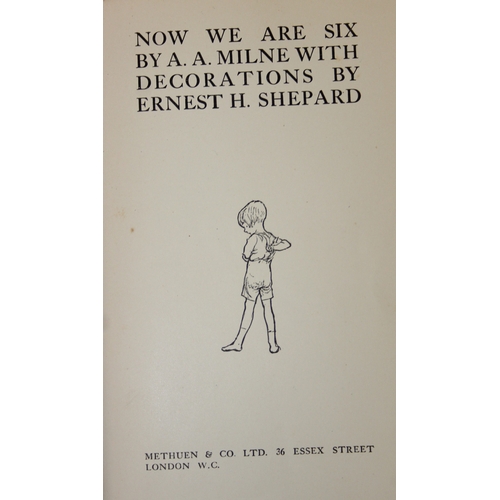 NOW WE ARE SIX
BY A. A. MILNE WITH
DECORATIONS BY
ERNEST H. SHEPARD
METHUEN & CO. LTD. 36 ESSEX STREET
LONDON W.C.